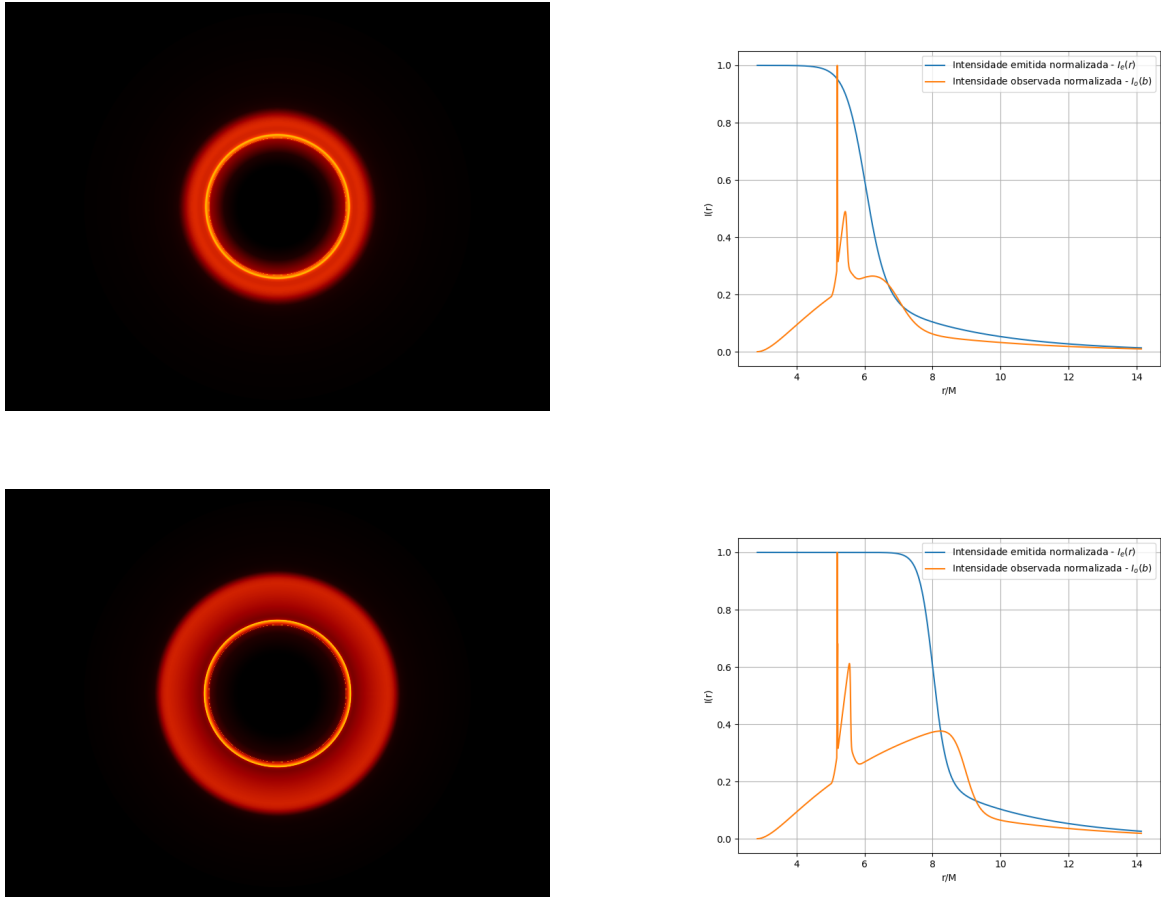 Intensidade emitida normalizada - I_e(r)
Intensidade observada normalizada - I_o(b)
1.0
0.8
0.6
0.4
0.2
0.0
I(r)
4 6 8 10 12 14
r/M
Intensidade emitida normalizada - I_e(r)
Intensidade observada normalizada - I_o(b)
1.0
0.8
0.6
0.4
0.2
0.0
I(r)
4 6 8 10 12 14
r/M